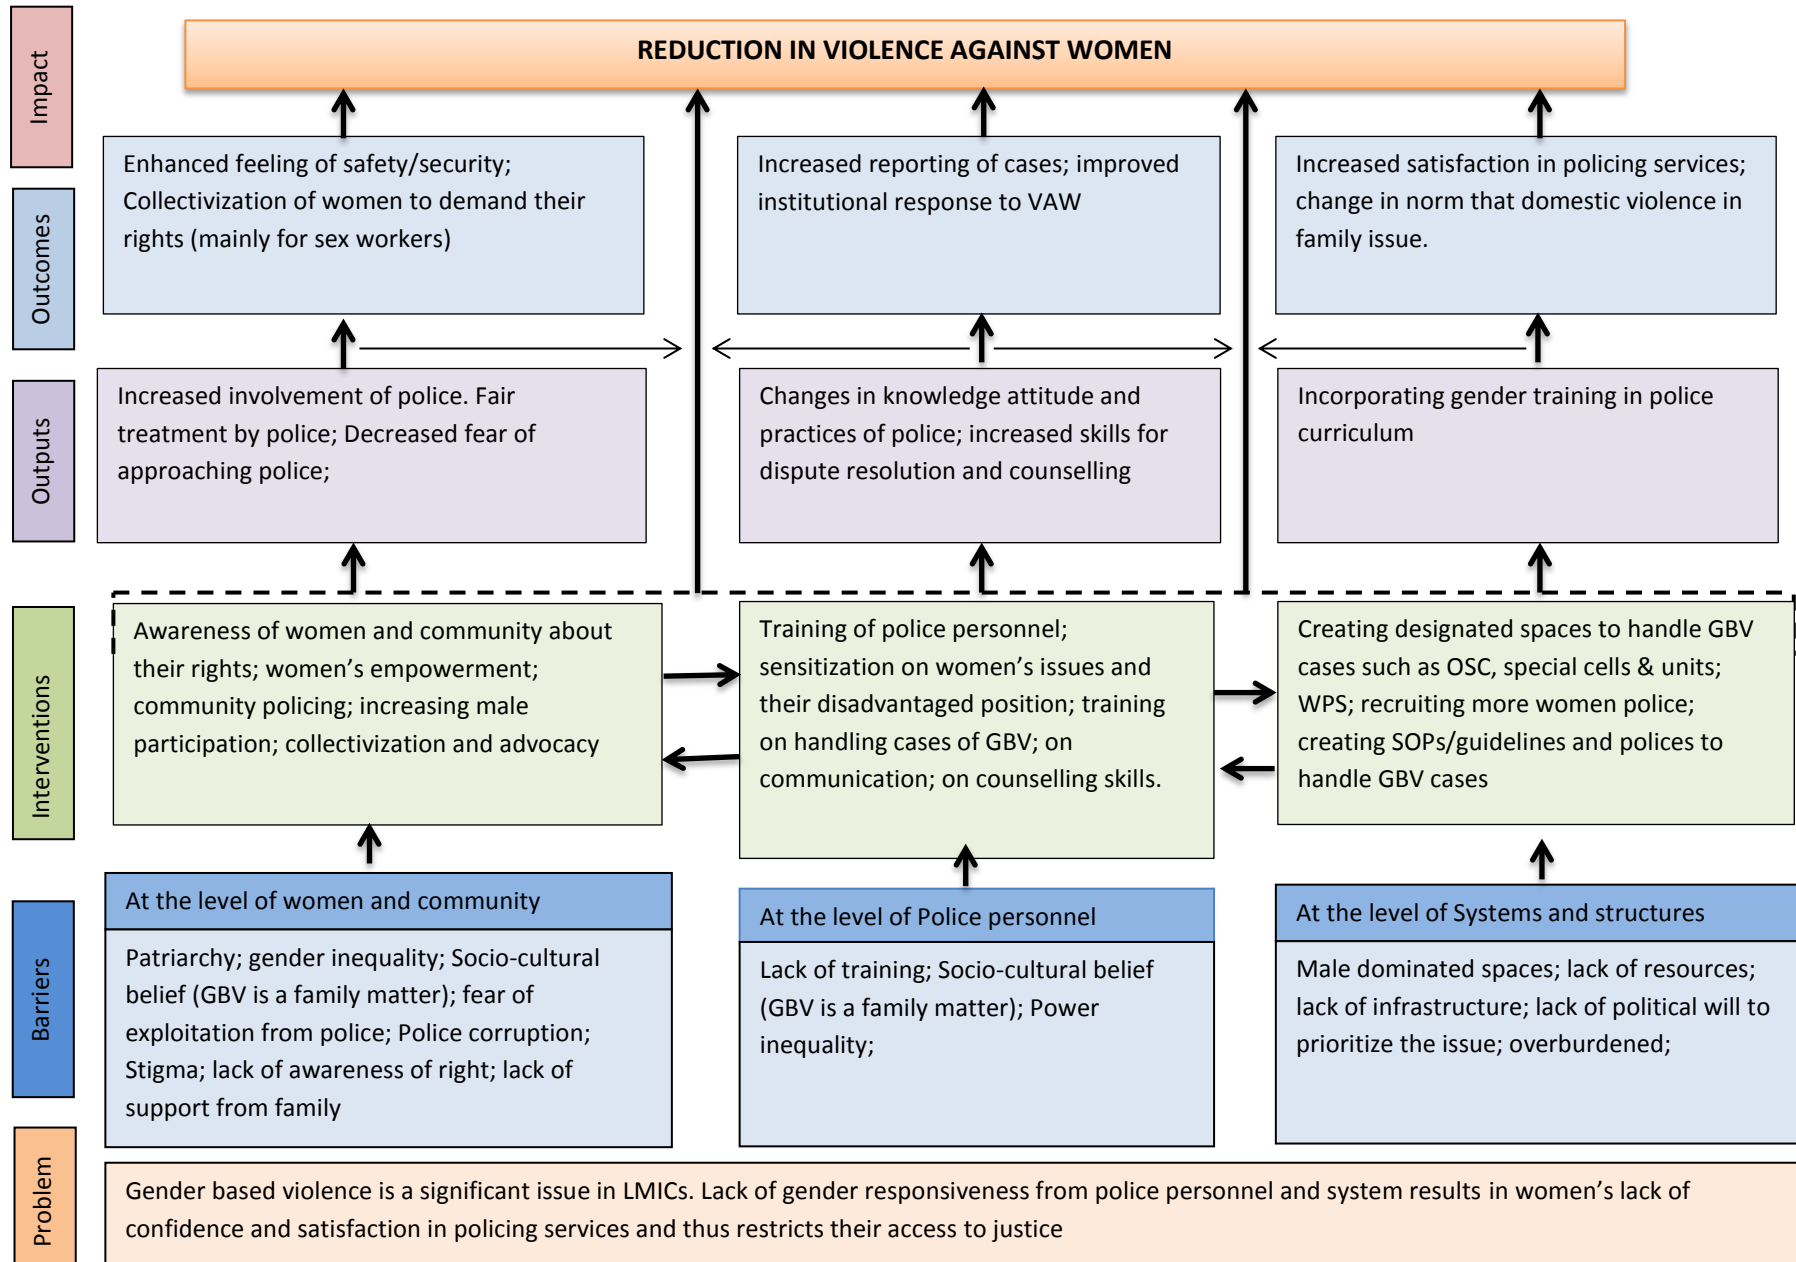 Impact
REDUCTION IN VIOLENCE AGAINST WOMEN
Outcomes
Enhanced feeling of safety/security;
Collectivization of women to demand their
rights (mainly for sex workers)
Increased reporting of cases; improved
institutional response to VAW
Increased satisfaction in policing services;
change in norm that domestic violence in
family issue.
Outputs
Increased involvement of police. Fair
treatment by police; Decreased fear of
approaching police;
Changes in knowledge attitude and
practices of police; increased skills for
dispute resolution and counselling
Incorporating gender training in police
curriculum
Interventions
Awareness of women and community about
their rights; women’s empowerment;
community policing; increasing male
participation; collectivization and advocacy
Training of police personnel;
sensitization on women’s issues and
their disadvantaged position; training
on handling cases of GBV; on
communication; on counselling skills.
Creating designated spaces to handle GBV
cases such as OSC, special cells & units;
WPS; recruiting more women police;
creating SOPs/guidelines and polices to
handle GBV cases
Barriers
At the level of women and community
Patriarchy; gender inequality; Socio-cultural
belief (GBV is a family matter); fear of
exploitation from police; Police corruption;
Stigma; lack of awareness of right; lack of
support from family
At the level of Police personnel
Lack of training; Socio-cultural belief
(GBV is a family matter); Power
inequality;
At the level of Systems and structures
Male dominated spaces; lack of resources;
lack of infrastructure; lack of political will to
prioritize the issue; overburdened;
Problem
Gender based violence is a significant issue in LMICs. Lack of gender responsiveness from police personnel and system results in women’s lack of
confidence and satisfaction in policing services and thus restricts their access to justice